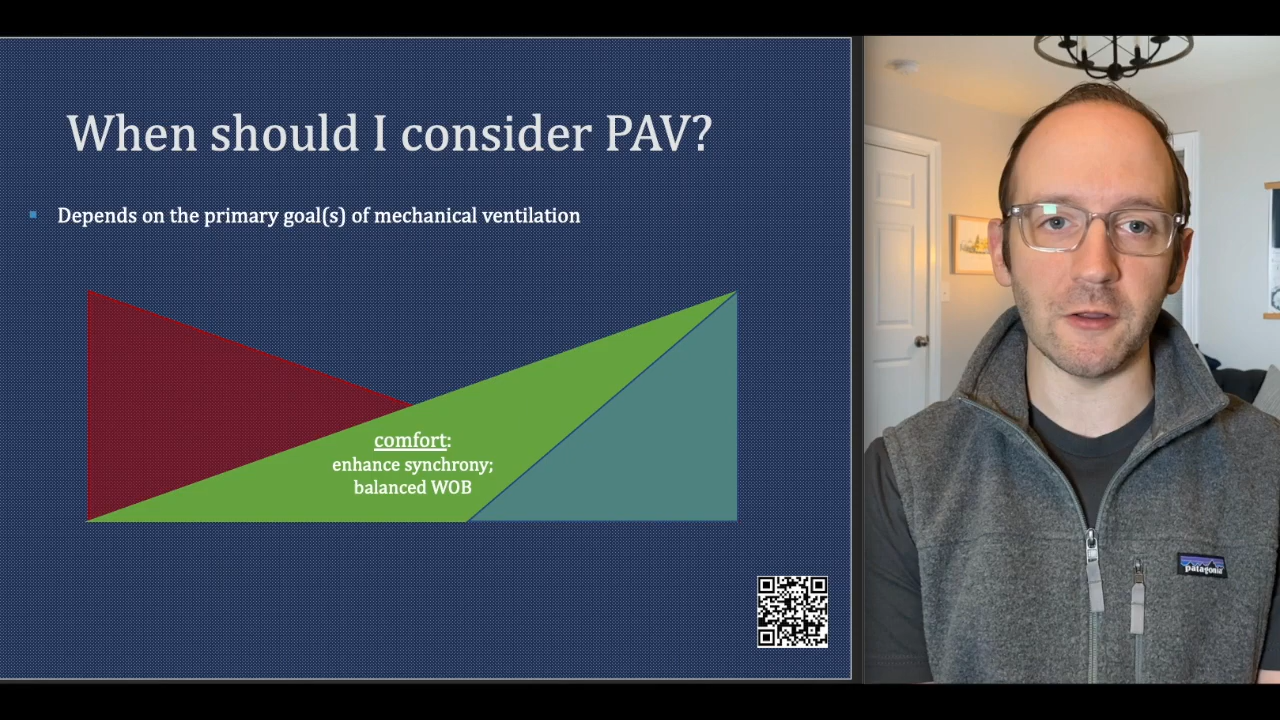 When should I consider PAV?
Depends on the primary goal(s) of mechanical ventilation
comfort:
enhance synchrony;
balanced WOB
patagonia